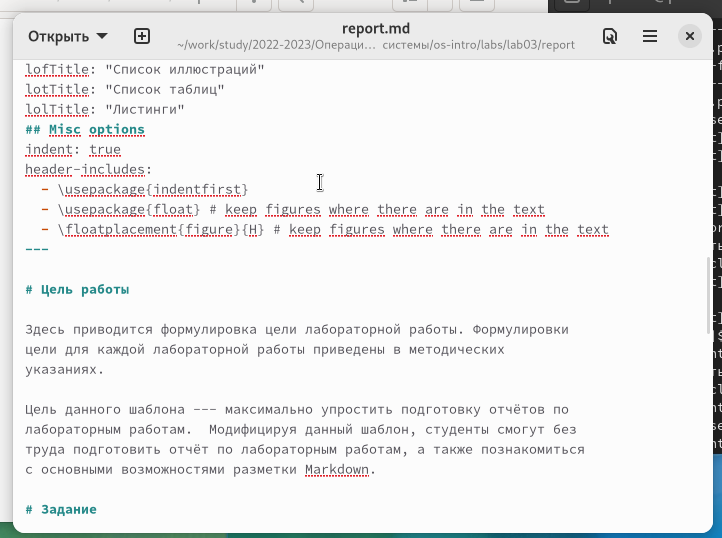 Открыть
report.md
~/work/study/2022-2023/Операци... системы/os-intro/labs/lab03/report
lofTitle: "Список иллюстраций"
lotTitle: "Список таблиц"
lolTitle: "Листинги"
## Misc options
indent: true
header-includes:
- \usepackage{indentfirst}
- \usepackage{float} # keep figures where there are in the text
- \floatplacement{figure}{H} # keep figures where there are in the text
---
# Цель работы
Здесь приводится формулировка цели лабораторной работы. Формулировки
цели для каждой лабораторной работы приведены в методических
указаниях.
Цель данного шаблона --- максимально упростить подготовку отчётов по
лабораторным работам.  Модифицируя данный шаблон, студенты смогут без
труда подготовить отчёт по лабораторным работам, а также познакомиться
с основными возможностями разметки Markdown.
# Задание